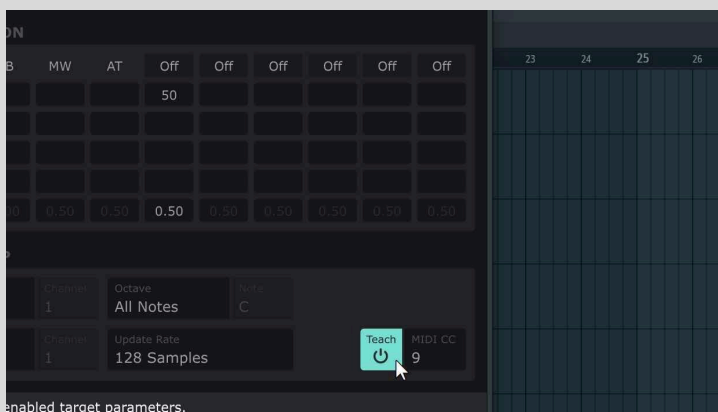 ON
B MW AT Off Off Off Off Off Off
23 24 25 26
50
00 0.50 0.50 0.50 0.50 0.50 0.50 0.50 0.50
P
Channel Octave Note
1 All Notes C
Channel Update Rate Teach MIDI CC
1 128 Samples 9
enabled target parameters.